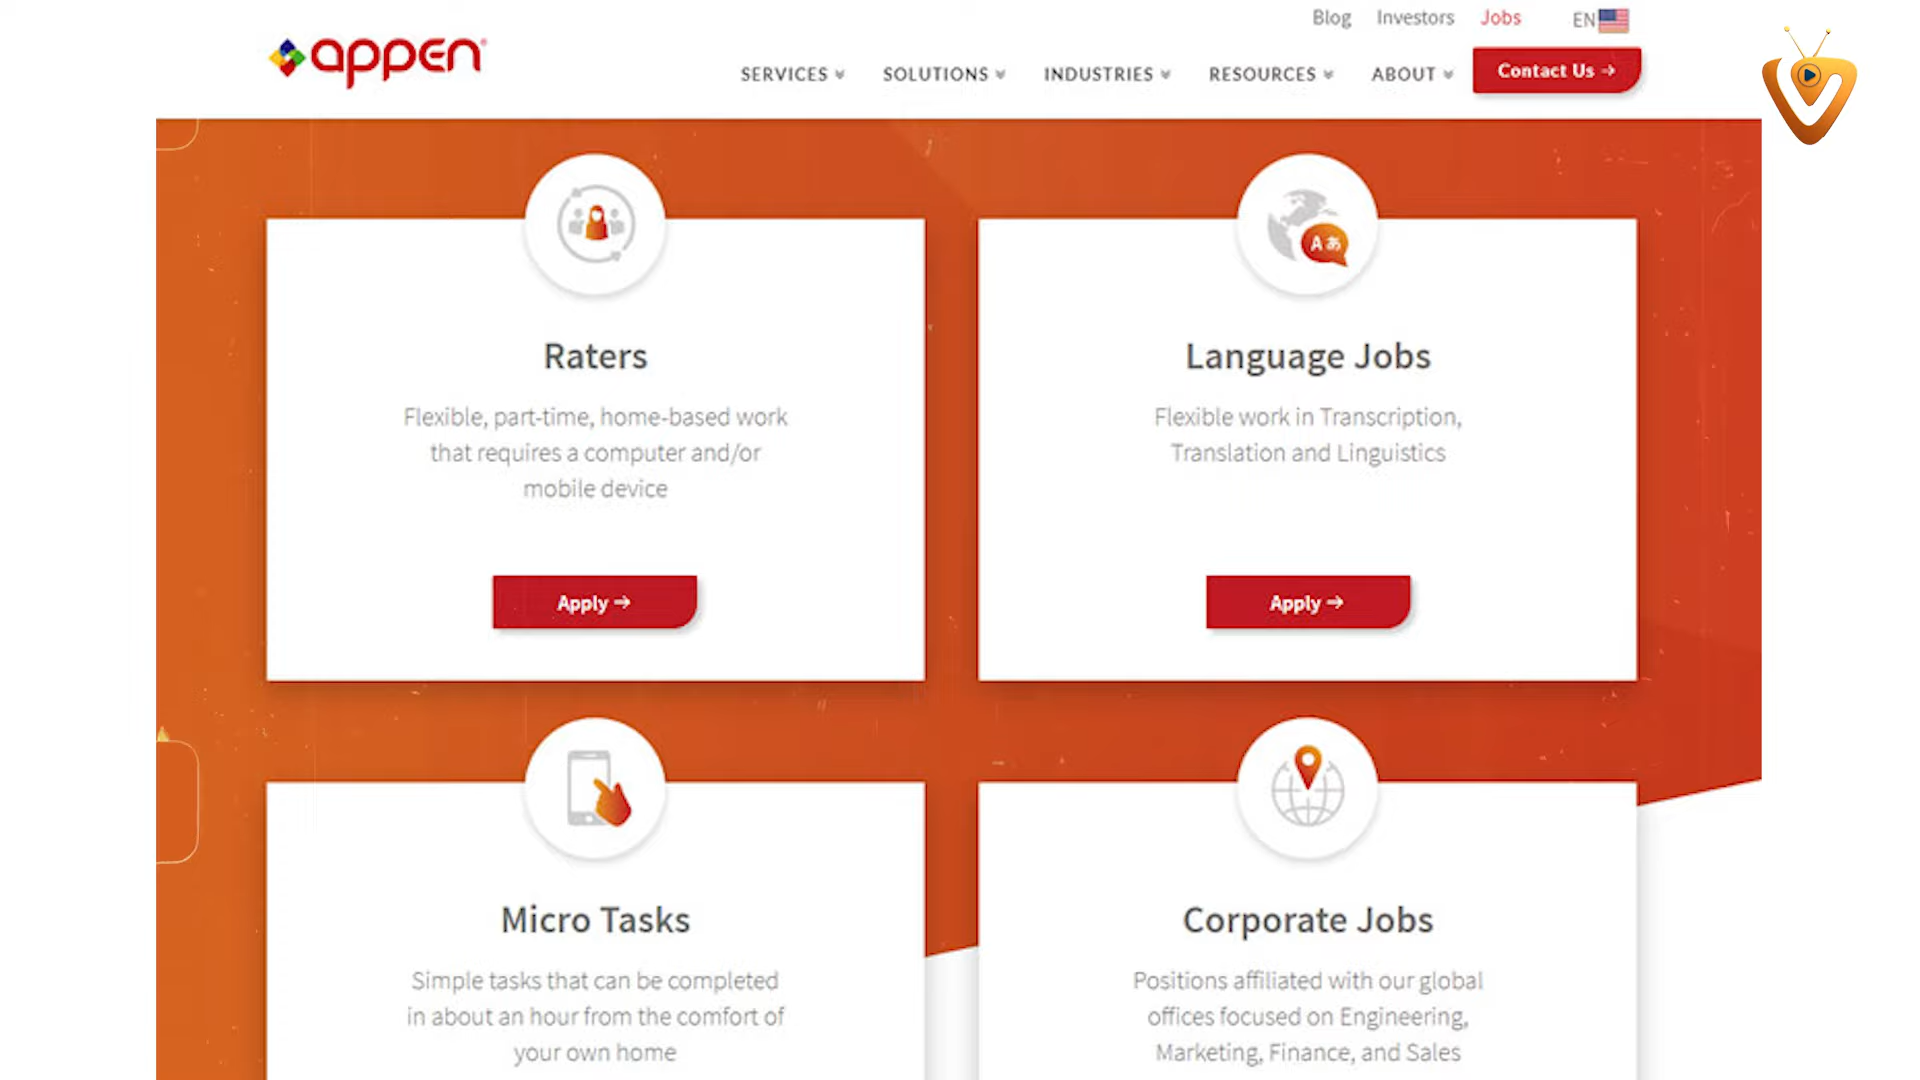 Blog Investors Jobs EN
appen
SERVICES SOLUTIONS INDUSTRIES RESOURCES ABOUT Contact Us →
Raters
Flexible, part-time, home-based work
that requires a computer and/or
mobile device
Apply →
Aあ
Language Jobs
Flexible work in Transcription,
Translation and Linguistics
Apply →
Micro Tasks
Simple tasks that can be completed
in about an hour from the comfort of
your own home
Corporate Jobs
Positions affiliated with our global
offices focused on Engineering,
Marketing, Finance, and Sales